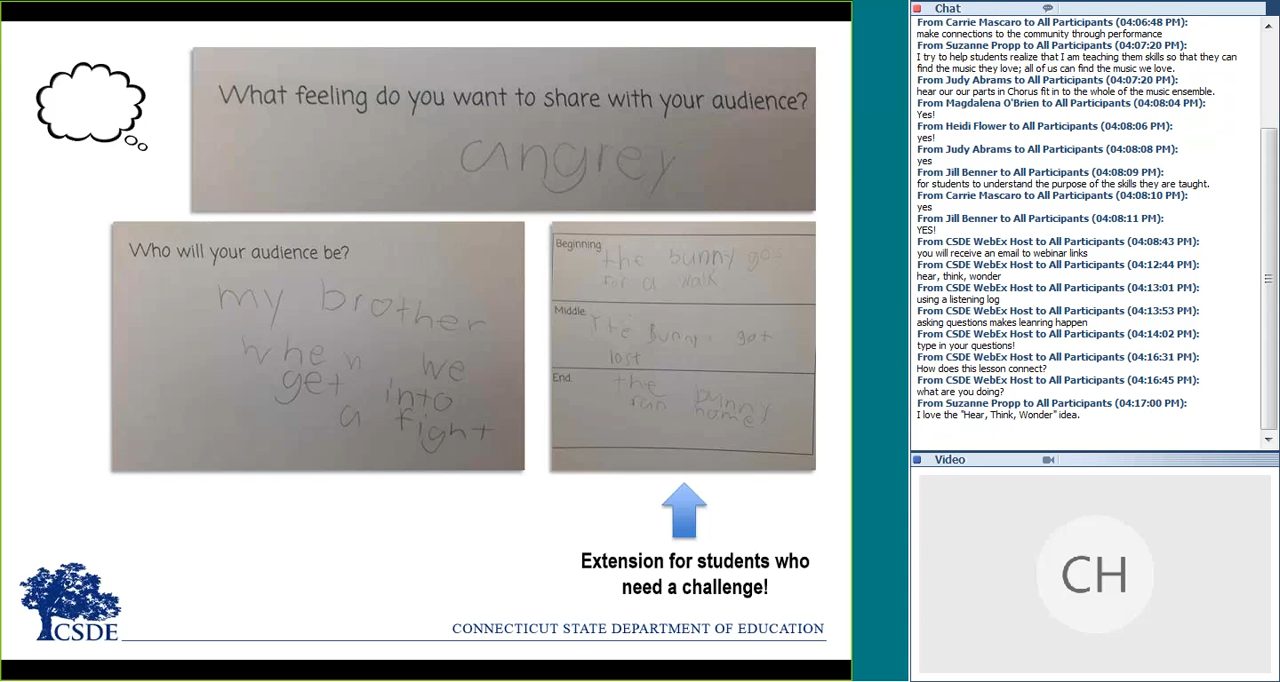 What feeling do you want to share with your audience?
angrey
Who will your audience be?
my brother
when we
get into
a fight
Beginning
the bunny gos
for a walk
Middle
The Bunny got
lost
End
the bunny
ran home
Extension for students who
need a challenge!
CSDE
CONNECTICUT STATE DEPARTMENT OF EDUCATION
Chat
From Carrie Mascaro to All Participants (04:06:48 PM):
make connections to the community through performance
From Suzanne Propp to All Participants (04:07:20 PM):
I try to help students realize that I am teaching them skills so that they can
find the music they love; all of us can find the music we love.
From Judy Abrams to All Participants (04:07:20 PM):
hear our our parts in Chorus fit in to the whole of the music ensemble.
From Magdalena O'Brien to All Participants (04:08:04 PM):
Yes!
From Heidi Flower to All Participants (04:08:06 PM):
yes!
From Judy Abrams to All Participants (04:08:08 PM):
yes
From Jill Benner to All Participants (04:08:09 PM):
for students to understand the purpose of the skills they are taught.
From Carrie Mascaro to All Participants (04:08:10 PM):
yes
From Jill Benner to All Participants (04:08:11 PM):
YES!
From CSDE WebEx Host to All Participants (04:08:43 PM):
you will receive an email to webinar links
From CSDE WebEx Host to All Participants (04:12:44 PM):
hear, think, wonder
From CSDE WebEx Host to All Participants (04:13:01 PM):
using a listening log
From CSDE WebEx Host to All Participants (04:13:53 PM):
asking questions makes learnring happen
From CSDE WebEx Host to All Participants (04:14:02 PM):
type in your questions!
From CSDE WebEx Host to All Participants (04:16:31 PM):
How does this lesson connect?
From CSDE WebEx Host to All Participants (04:16:45 PM):
what are you doing?
From Suzanne Propp to All Participants (04:17:00 PM):
I love the "Hear, Think, Wonder" idea.
Video
CH